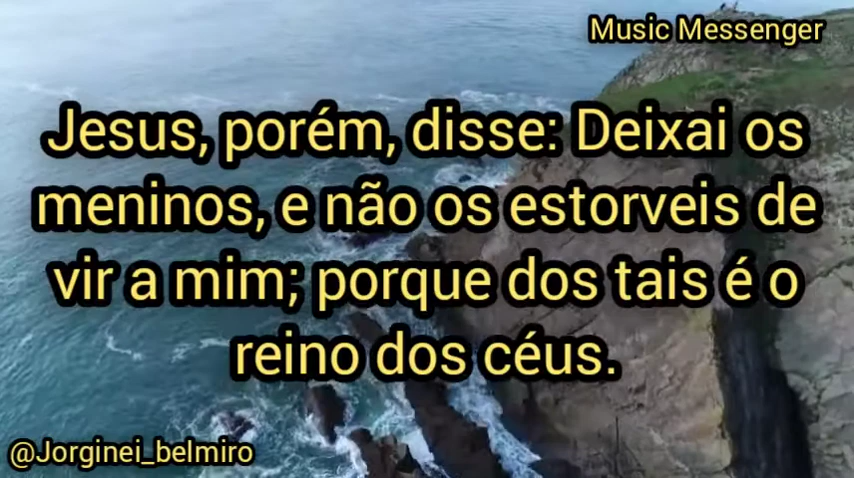 Music Messenger
Jesus, porém, disse: Deixai os
meninos, e não os estorveis de
vir a mim; porque dos tais é o
reino dos céus.
@Jorginei_belmiro